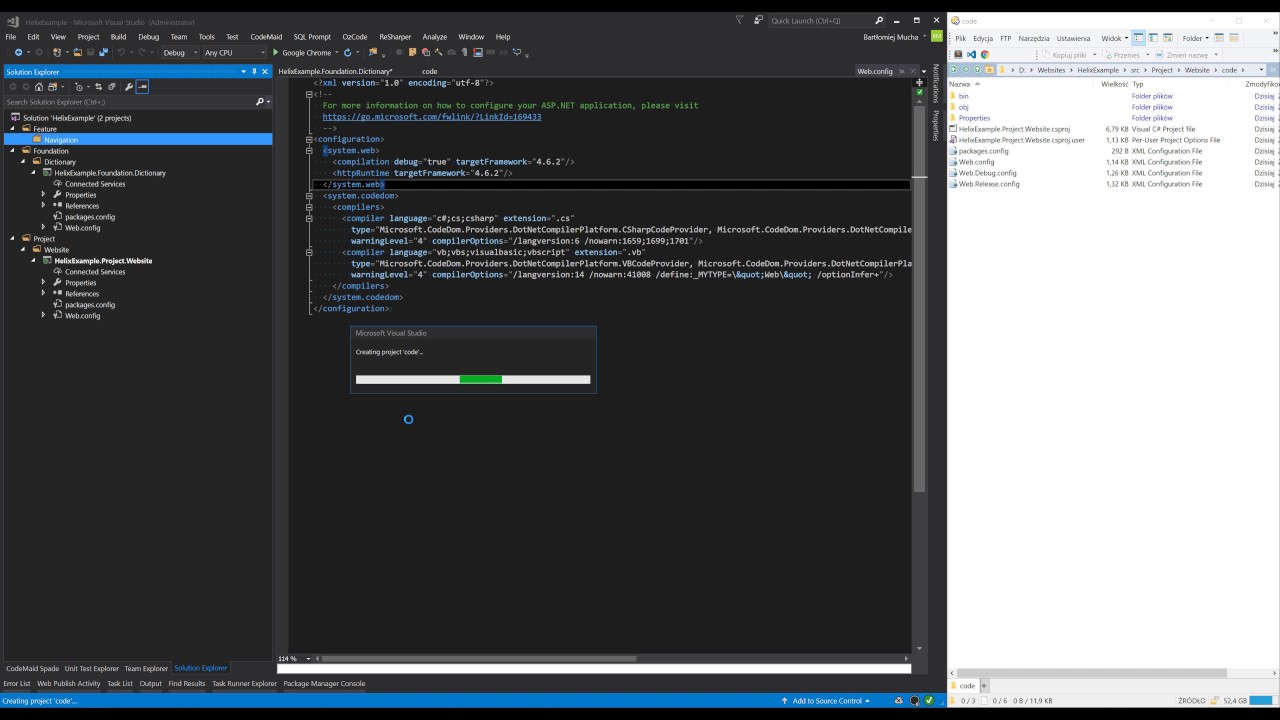 HelixExample - Microsoft Visual Studio (Administrator)
Quick Launch (Ctrl+Q)
File Edit View Project Build Debug Team Tools Test CodeMaid SQL Prompt OzCode ReSharper Analyze Window Help
Bartłomiej Mucha
Debug Any CPU Google Chrome
Solution Explorer
Search Solution Explorer (Ctrl+;)
Solution 'HelixExample' (2 projects)
Feature
Navigation
Foundation
Dictionary
HelixExample.Foundation.Dictionary
Connected Services
Properties
References
packages.config
Web.config
Project
Website
HelixExample.Project.Website
Connected Services
Properties
References
packages.config
Web.config
CodeMaid Spade Unit Test Explorer Team Explorer Solution Explorer
HelixExample.Foundation.Dictionary* code Web.config
<?xml version="1.0" encoding="utf-8"?>
<!--
For more information on how to configure your ASP.NET application, please visit
https://go.microsoft.com/fwlink/?LinkId=169433
-->
<configuration>
<system.web>
<compilation debug="true" targetFramework="4.6.2"/>
<httpRuntime targetFramework="4.6.2"/>
</system.web>
<system.codedom>
<compilers>
<compiler language="c#;cs;csharp" extension=".cs"
type="Microsoft.CodeDom.Providers.DotNetCompilerPlatform.CSharpCodeProvider, Microsoft.CodeDom.Providers.DotNetCompile
warningLevel="4" compilerOptions="/langversion:6 /nowarn:1659;1699;1701"/>
<compiler language="vb;vbs;visualbasic;vbscript" extension=".vb"
type="Microsoft.CodeDom.Providers.DotNetCompilerPlatform.VBCodeProvider, Microsoft.CodeDom.Providers.DotNetCompilerPla
warningLevel="4" compilerOptions="/langversion:14 /nowarn:41008 /define:_MYTYPE=\&quot;Web\&quot; /optionInfer+"/>
</compilers>
</system.codedom>
</configuration>
Microsoft Visual Studio
Creating project 'code'...
114 %
Notifications
Properties
Error List Web Publish Activity Task List Output Find Results Task Runner Explorer Package Manager Console
Creating project 'code'...
Add to Source Control
code
Plik Edycja FTP Narzędzia Ustawienia Widok Folder
Kopiuj pliki Przenieś Zmień nazwę
D: Websites HelixExample src Project Website code
Nazwa Wielkość Typ Zmodyfikow
bin Folder plików Dzisiaj
obj Folder plików Dzisiaj
Properties Folder plików Dzisiaj
HelixExample.Project.Website.csproj 6,79 KB Visual C# Project file Dzisiaj
HelixExample.Project.Website.csproj.user 1,13 KB Per-User Project Options File Dzisiaj
packages.config 292 B XML Configuration File Dzisiaj
Web.config 1,14 KB XML Configuration File Dzisiaj
Web.Debug.config 1,26 KB XML Configuration File Dzisiaj
Web.Release.config 1,32 KB XML Configuration File Dzisiaj
code
0 / 3 0 / 6 0 B / 11,9 KB ŹRÓDŁO 52,4 GB